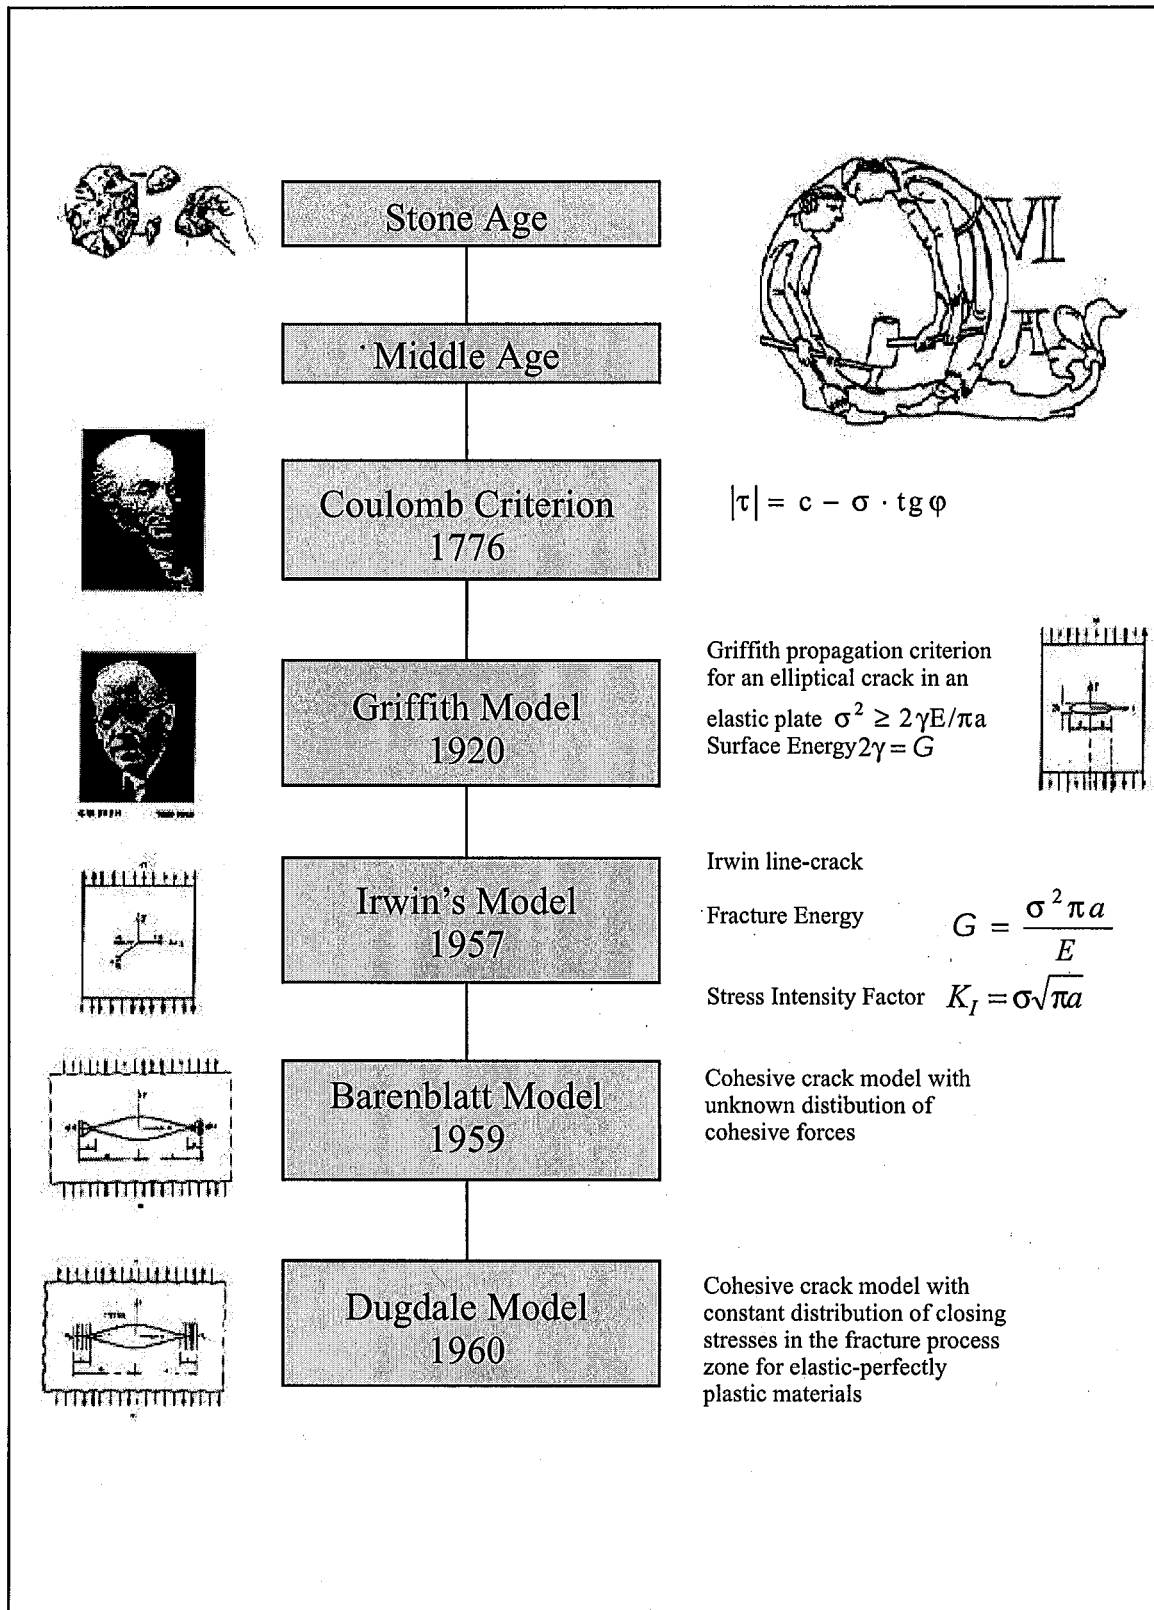 Stone Age
VI
A
Middle Age
Coulomb Criterion
1776
|τ| = c − σ · tg φ
Griffith Model
1920
Griffith propagation criterion
for an elliptical crack in an
elastic plate σ² ≥ 2γE/πa
Surface Energy 2γ = G
Irwin's Model
1957
Irwin line-crack
Fracture Energy G = σ²πa / E
Stress Intensity Factor K_I = σ√πa
Barenblatt Model
1959
Cohesive crack model with
unknown distibution of
cohesive forces
Dugdale Model
1960
Cohesive crack model with
constant distribution of closing
stresses in the fracture process
zone for elastic-perfectly
plastic materials